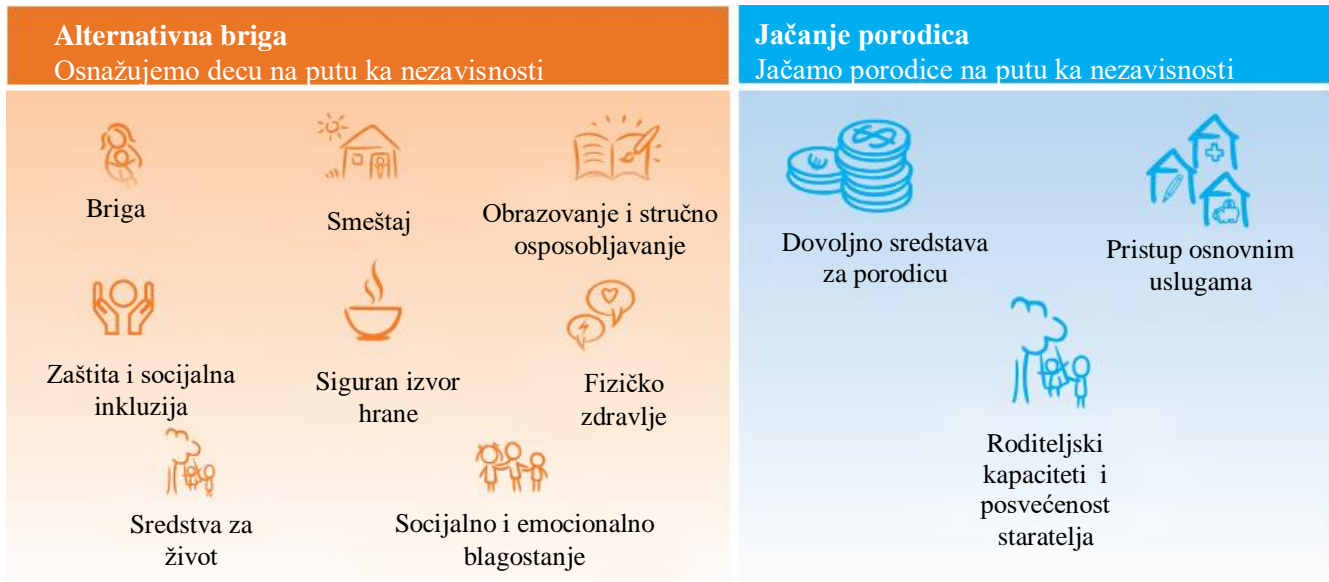 Alternativna briga
Osnažujemo decu na putu ka nezavisnosti
Briga
Smeštaj
Obrazovanje i stručno
osposobljavanje
Zaštita i socijalna
inkluzija
Siguran izvor
hrane
Fizičko
zdravlje
Sredstva za
život
Socijalno i emocionalno
blagostanje
Jačanje porodica
Jačamo porodice na putu ka nezavisnosti
Dovoljno sredstava
za porodicu
Pristup osnovnim
uslugama
Roditeljski
kapaciteti i
posvećenost
staratelja